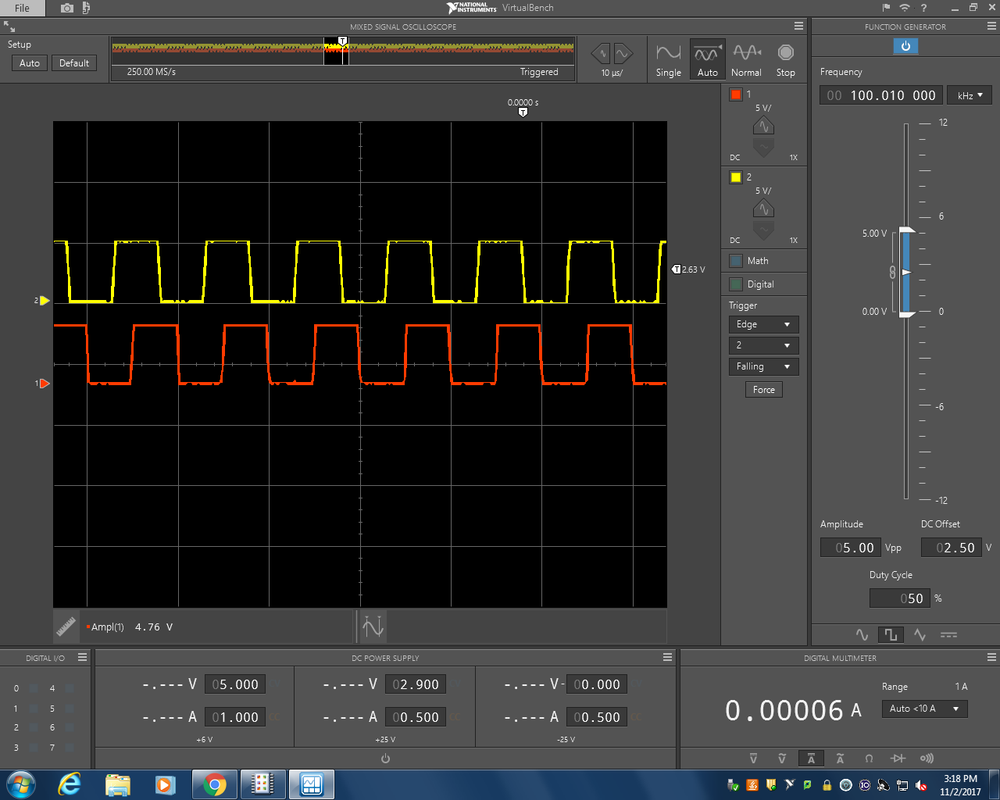 File
NATIONAL INSTRUMENTS VirtualBench
?
MIXED SIGNAL OSCILLOSCOPE
Setup
Auto Default
250.00 MS/s
Triggered
10 µs/
Single Auto Normal Stop
T
0.0000 s
T
2
1
T 2.63 V
1
5 V/
DC 1X
2
5 V/
DC 1X
Math
Digital
Trigger
Edge
2
Falling
Force
Ampl(1) 4.76 V
FUNCTION GENERATOR
Frequency
00 100.010 000 kHz
12
6
5.00 V
0.00 V
0
-6
-12
Amplitude DC Offset
05.00 Vpp 02.50 V
Duty Cycle
050 %
DIGITAL I/O
0 4
1 5
2 6
3 7
DC POWER SUPPLY
-.--- V 05.000
-.--- A 01.000
+6 V
-.--- V 02.900
-.--- A 00.500
+25 V
-.--- V - 00.000
-.--- A 00.500
-25 V
DIGITAL MULTIMETER
0.00006 A
Range 1 A
Auto <10 A
V V A A Ω
3:18 PM
11/2/2017